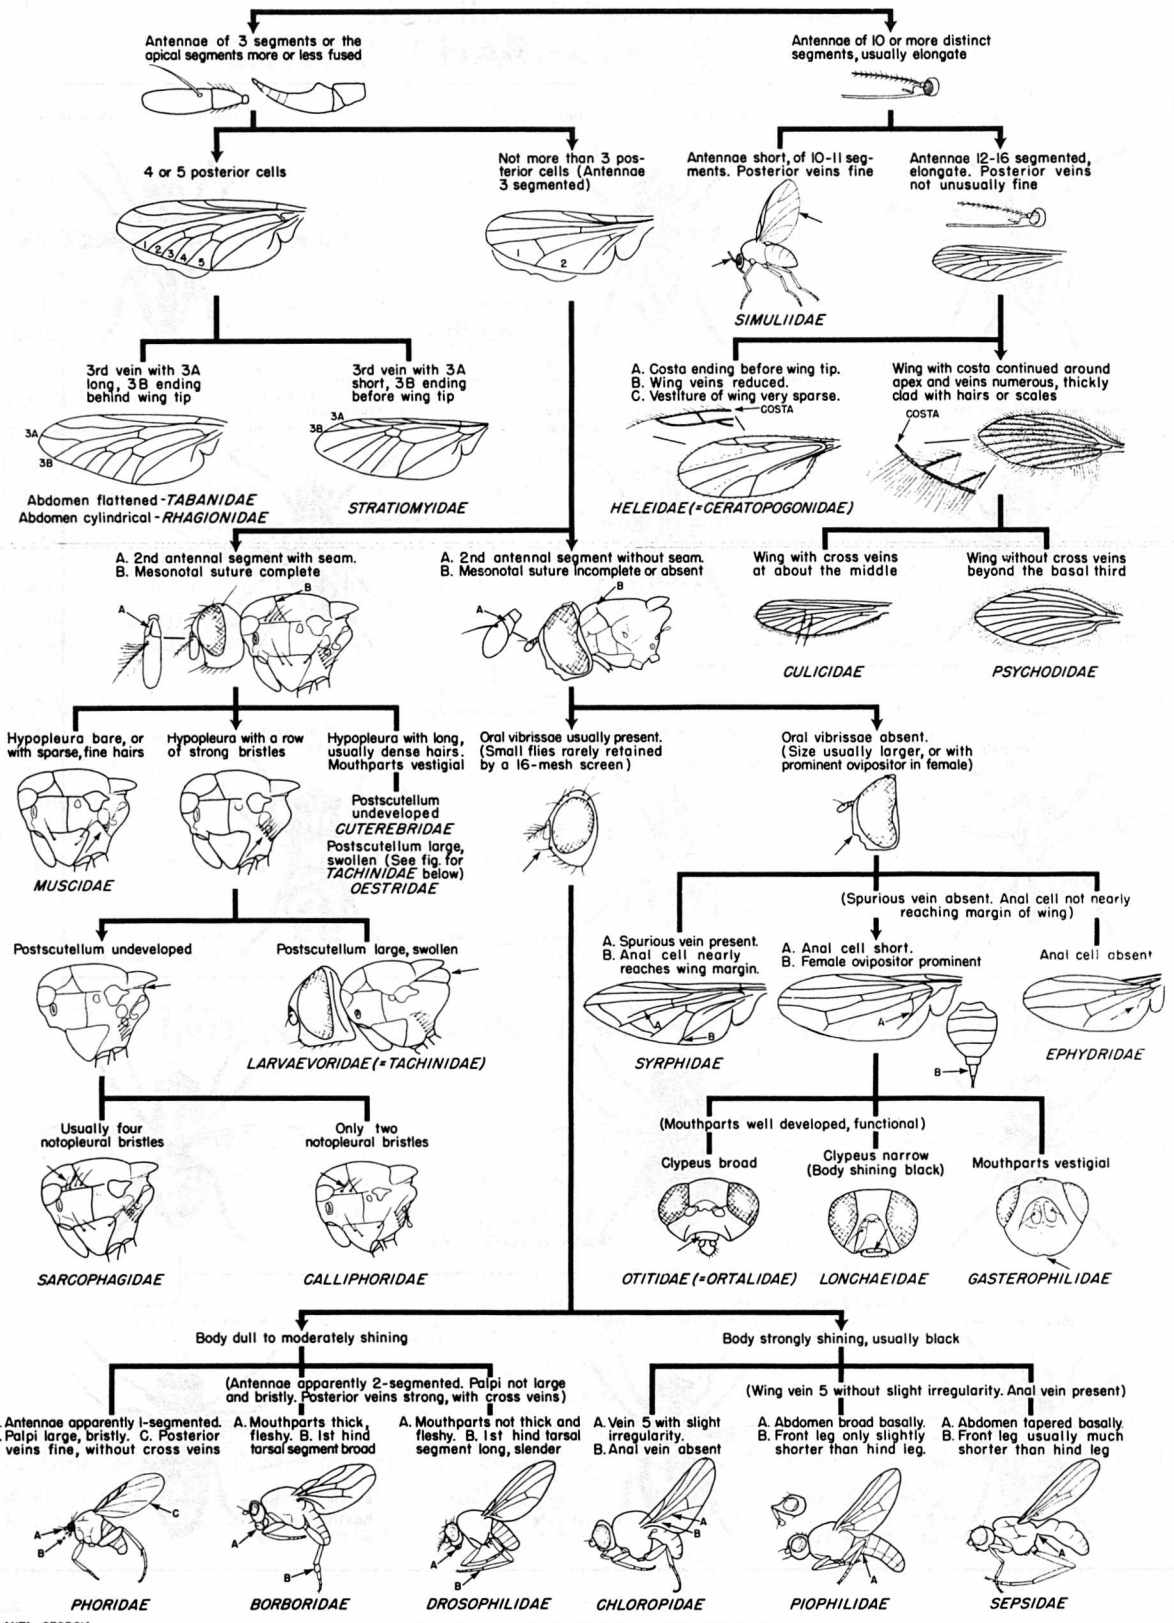 Antennae of 3 segments or the
apical segments more or less fused
Antennae of 10 or more distinct
segments, usually elongate
4 or 5 posterior cells
Not more than 3 pos-
terior cells (Antennae
3 segmented)
Antennae short, of 10-11 seg-
ments. Posterior veins fine
Antennae 12-16 segmented,
elongate. Posterior veins
not unusually fine
1 2 3 4 5
1 2
SIMULIIDAE
3rd vein with 3A
long, 3B ending
behind wing tip
3rd vein with 3A
short, 3B ending
before wing tip
A. Costa ending before wing tip.
B. Wing veins reduced.
C. Vestiture of wing very sparse.
Wing with costa continued around
apex and veins numerous, thickly
clad with hairs or scales
3A
3B
3A
3B
COSTA
COSTA
Abdomen flattened - TABANIDAE
Abdomen cylindrical - RHAGIONIDAE
STRATIOMYIDAE
HELEIDAE (=CERATOPOGONIDAE)
A. 2nd antennal segment with seam.
B. Mesonotal suture complete
A. 2nd antennal segment without seam.
B. Mesonotal suture incomplete or absent
Wing with cross veins
at about the middle
Wing without cross veins
beyond the basal third
A
B
A
B
CULICIDAE
PSYCHODIDAE
Hypopleura bare, or
with sparse, fine hairs
Hypopleura with a row
of strong bristles
Hypopleura with long,
usually dense hairs.
Mouthparts vestigial
Oral vibrissae usually present.
(Small flies rarely retained
by a 16-mesh screen)
Oral vibrissae absent.
(Size usually larger, or with
prominent ovipositor in female)
Postscutellum
undeveloped
CUTEREBRIDAE
Postscutellum large,
swollen (See fig. for
TACHINIDAE below)
OESTRIDAE
MUSCIDAE
(Spurious vein absent. Anal cell not nearly
reaching margin of wing)
Postscutellum undeveloped
Postscutellum large, swollen
A. Spurious vein present.
B. Anal cell nearly
reaches wing margin.
A. Anal cell short.
B. Female ovipositor prominent
Anal cell absent
A
B
A
B
LARVAEVORIDAE (= TACHINIDAE)
SYRPHIDAE
EPHYDRIDAE
Usually four
notopleural bristles
Only two
notopleural bristles
(Mouthparts well developed, functional)
Clypeus broad
Clypeus narrow
(Body shining black)
Mouthparts vestigial
SARCOPHAGIDAE
CALLIPHORIDAE
OTITIDAE (=ORTALIDAE)
LONCHAEIDAE
GASTEROPHILIDAE
Body dull to moderately shining
Body strongly shining, usually black
(Antennae apparently 2-segmented. Palpi not large
and bristly. Posterior veins strong, with cross veins)
(Wing vein 5 without slight irregularity. Anal vein present)
Antennae apparently 1-segmented.
Palpi large, bristly. C. Posterior
veins fine, without cross veins
A. Mouthparts thick,
fleshy. B. 1st hind
tarsal segment broad
A. Mouthparts not thick and
fleshy. B. 1st hind tarsal
segment long, slender
A. Vein 5 with slight
irregularity.
B. Anal vein absent
A. Abdomen broad basally.
B. Front leg only slightly
shorter than hind leg.
A. Abdomen tapered basally.
B. Front leg usually much
shorter than hind leg
A
B
C
A
B
A
B
A
B
A
A
PHORIDAE
BORBORIDAE
DROSOPHILIDAE
CHLOROPIDAE
PIOPHILIDAE
SEPSIDAE